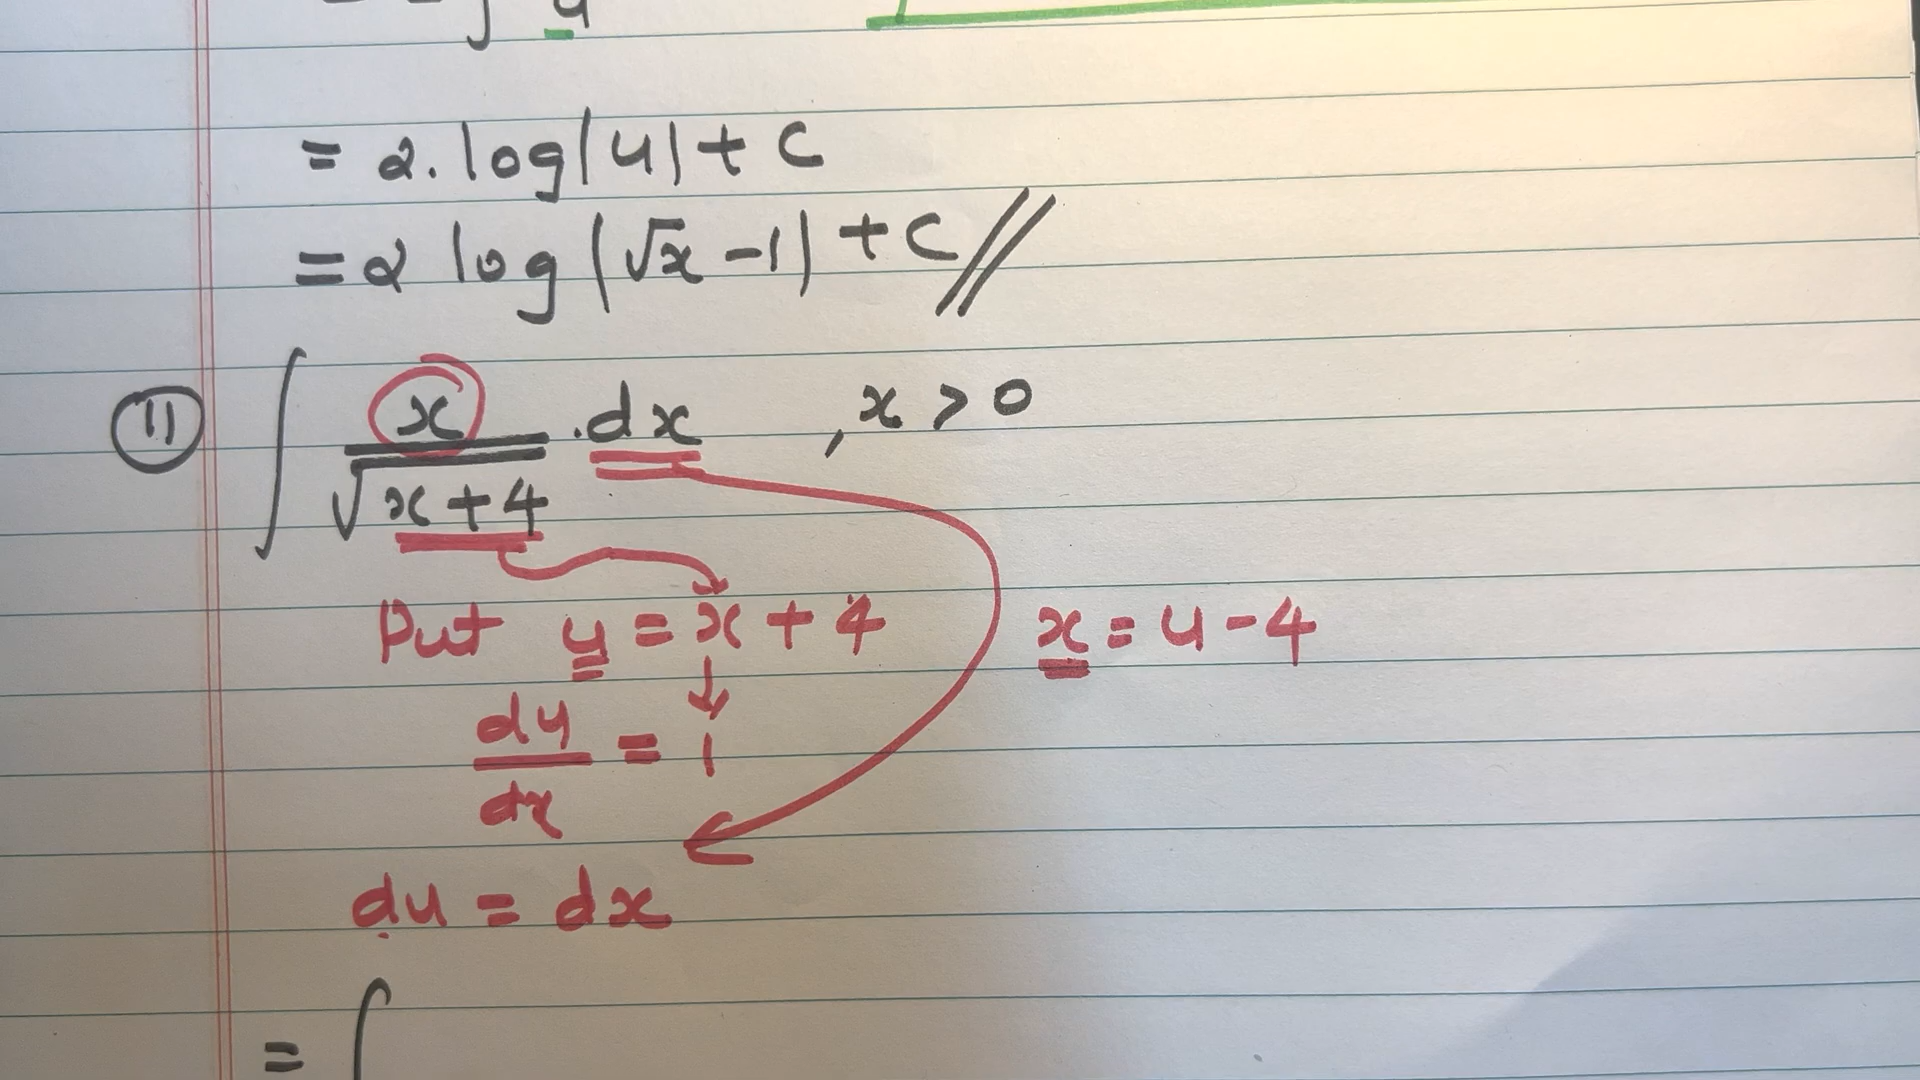 = 2. log|u| + c
= 2 log |√x - 1| + c //
11 ∫ x/√(x+4) .dx , x > 0
Put u = x + 4 x = u - 4
du/dx = 1
du = dx
= ∫